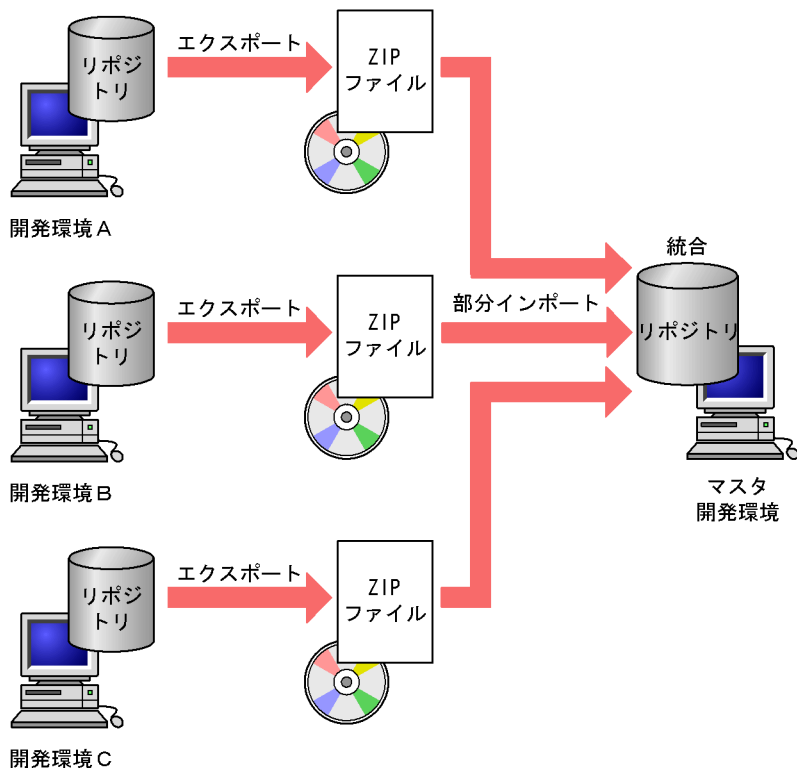 リポジ
トリ
エクスポート
ZIP
ファイル
開発環境A
リポジ
トリ
エクスポート
ZIP
ファイル
部分インポート
統合
リポジトリ
開発環境B
マスタ
開発環境
リポジ
トリ
エクスポート
ZIP
ファイル
開発環境C